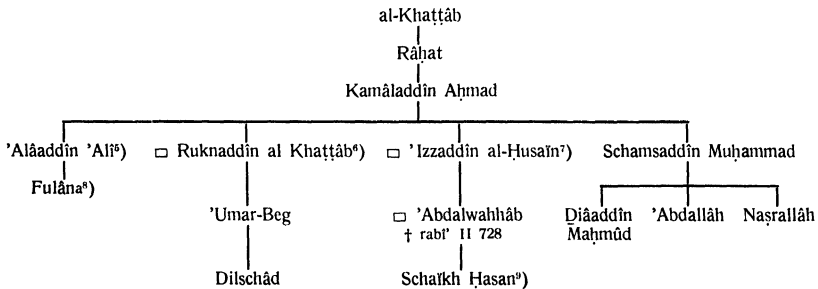 al-Khaṭṭâb
Râḥat
Kamâladdîn Aḥmad
'Alâaddîn 'Alî⁵) □ Ruknaddîn al Khaṭṭâb⁶) □ 'Izzaddîn al-Ḥusaïn⁷) Schamsaddîn Muḥammad
Fulâna⁸)
'Umar-Beg □ 'Abdalwahhâb Ḍiâaddîn 'Abdallâh Naṣrallâh
† rabî' II 728 Maḥmûd
Dilschâd Schaïkh Ḥasan⁹)